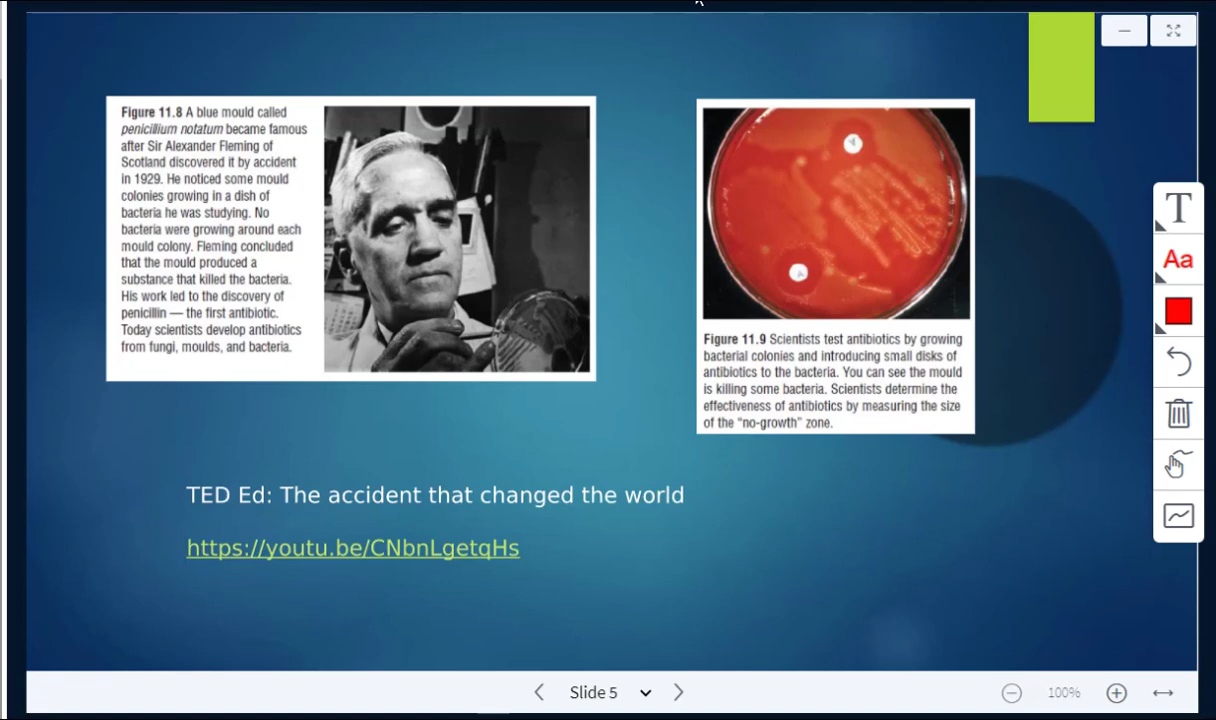 Figure 11.8 A blue mould called
penicillium notatum became famous
after Sir Alexander Fleming of
Scotland discovered it by accident
in 1929. He noticed some mould
colonies growing in a dish of
bacteria he was studying. No
bacteria were growing around each
mould colony. Fleming concluded
that the mould produced a
substance that killed the bacteria.
His work led to the discovery of
penicillin — the first antibiotic.
Today scientists develop antibiotics
from fungi, moulds, and bacteria.
Figure 11.9 Scientists test antibiotics by growing
bacterial colonies and introducing small disks of
antibiotics to the bacteria. You can see the mould
is killing some bacteria. Scientists determine the
effectiveness of antibiotics by measuring the size
of the “no-growth” zone.
TED Ed: The accident that changed the world
https://youtu.be/CNbnLgetqHs
T
Aa
Slide 5
100%